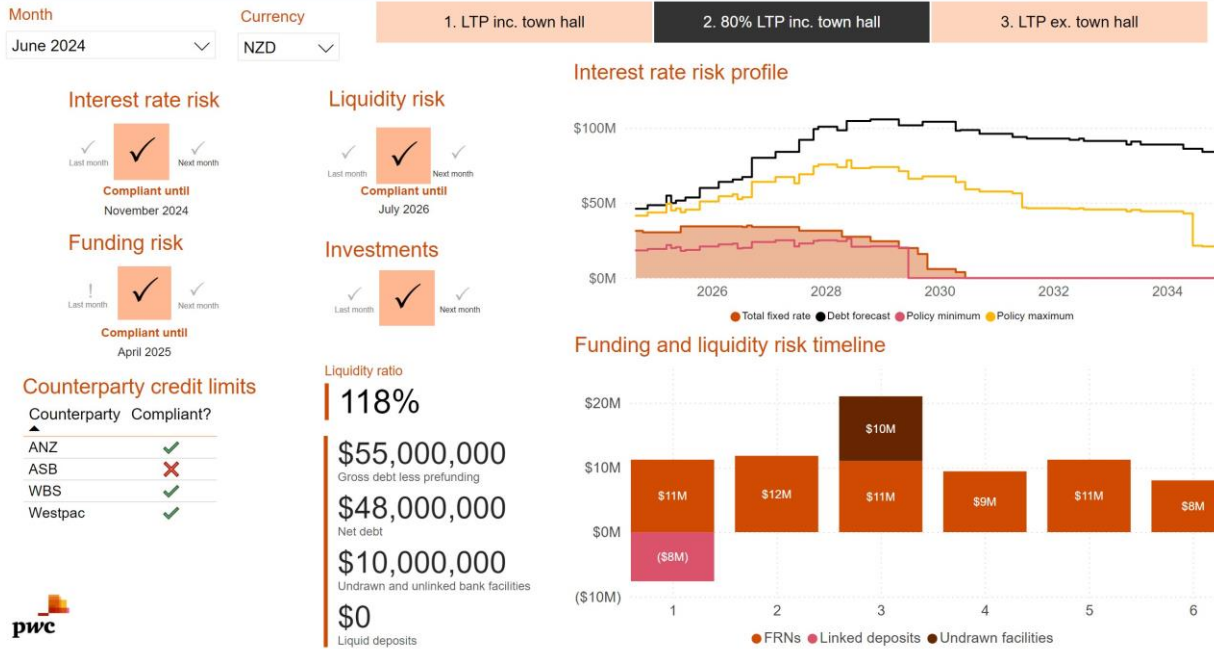 Month
June 2024
Currency
NZD
1. LTP inc. town hall
2. 80% LTP inc. town hall
3. LTP ex. town hall
Interest rate risk
Last month
Next month
Compliant until
November 2024
Liquidity risk
Last month
Next month
Compliant until
July 2026
Funding risk
!
Last month
Next month
Compliant until
April 2025
Investments
Last month
Next month
Counterparty credit limits
Counterparty Compliant?
ANZ
ASB
WBS
Westpac
pwc
Liquidity ratio
118%
$55,000,000
Gross debt less prefunding
$48,000,000
Net debt
$10,000,000
Undrawn and unlinked bank facilities
$0
Liquid deposits
Interest rate risk profile
$100M
$50M
$0M
2026 2028 2030 2032 2034
Total fixed rate Debt forecast Policy minimum Policy maximum
Funding and liquidity risk timeline
$20M
$10M
$0M
($10M)
$10M
$11M $12M $11M $9M $11M $8M
($8M)
1 2 3 4 5 6
FRNs Linked deposits Undrawn facilities